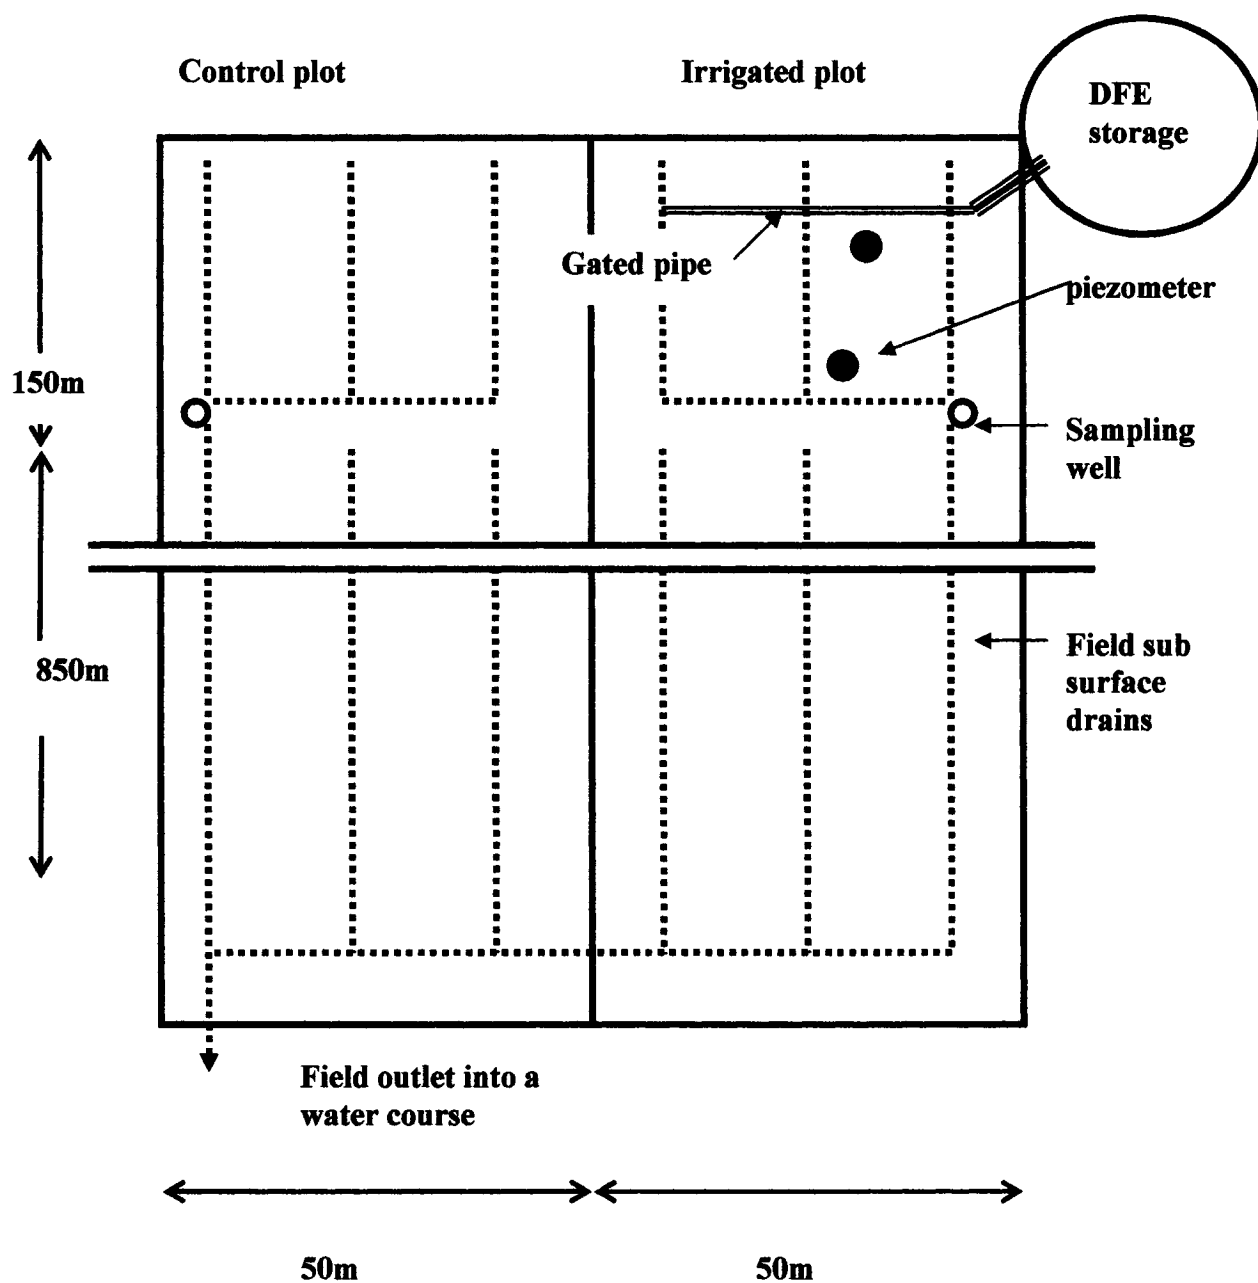 Control plot
Irrigated plot
DFE
storage
Gated pipe
piezometer
150m
Sampling
well
850m
Field sub
surface
drains
Field outlet into a
water course
50m
50m